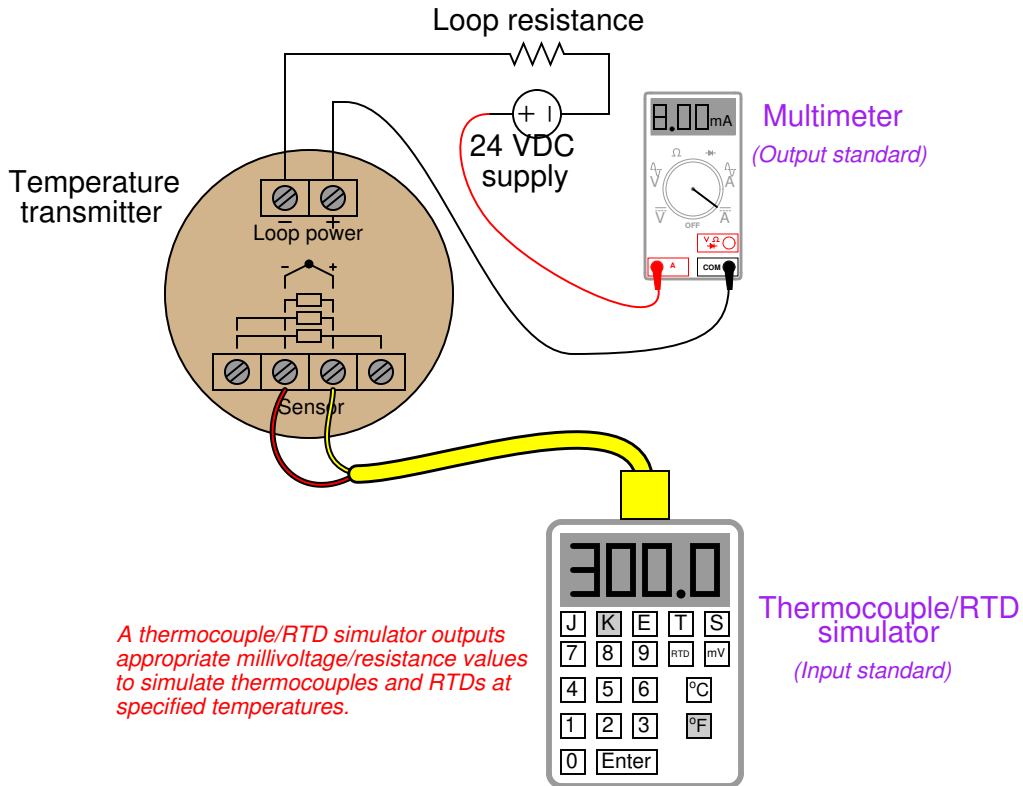 Loop resistance
24 VDC
supply
+ I
8.00 mA
Multimeter
(Output standard)
Ω
V
A
V
A
OFF
V Ω
A
COM
Temperature
transmitter
− +
Loop power
- +
Sensor
300.0
J K E T S
7 8 9 RTD mV
4 5 6 °C
1 2 3 °F
0 Enter
Thermocouple/RTD
simulator
(Input standard)
A thermocouple/RTD simulator outputs
appropriate millivoltage/resistance values
to simulate thermocouples and RTDs at
specified temperatures.